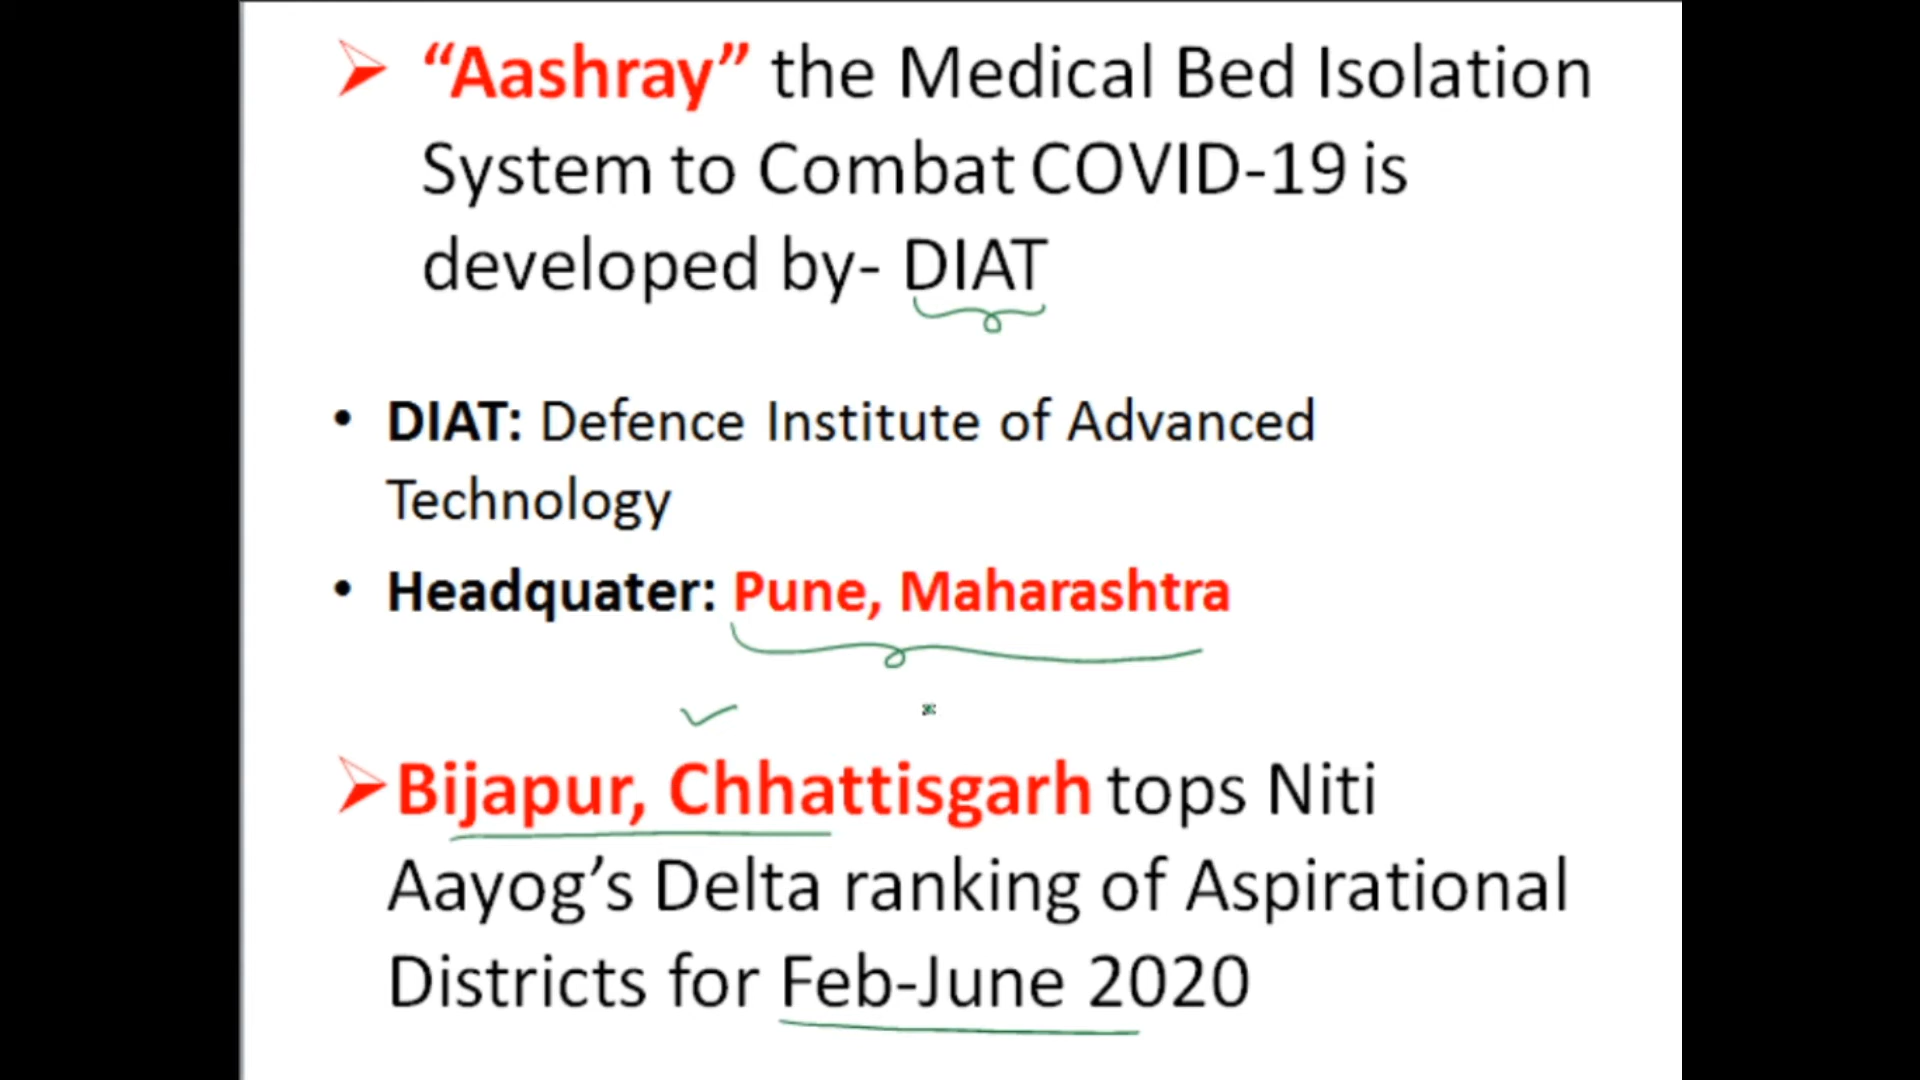 “Aashray” the Medical Bed Isolation
System to Combat COVID-19 is
developed by- DIAT
• DIAT: Defence Institute of Advanced
Technology
• Headquater: Pune, Maharashtra
Bijapur, Chhattisgarh tops Niti
Aayog’s Delta ranking of Aspirational
Districts for Feb-June 2020